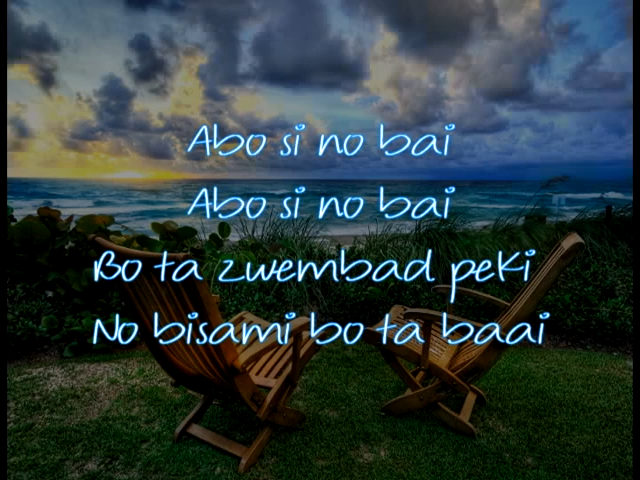 Abo si no bai
Abo si no bai
Bo ta zwembad peki
No bisami bo ta baai